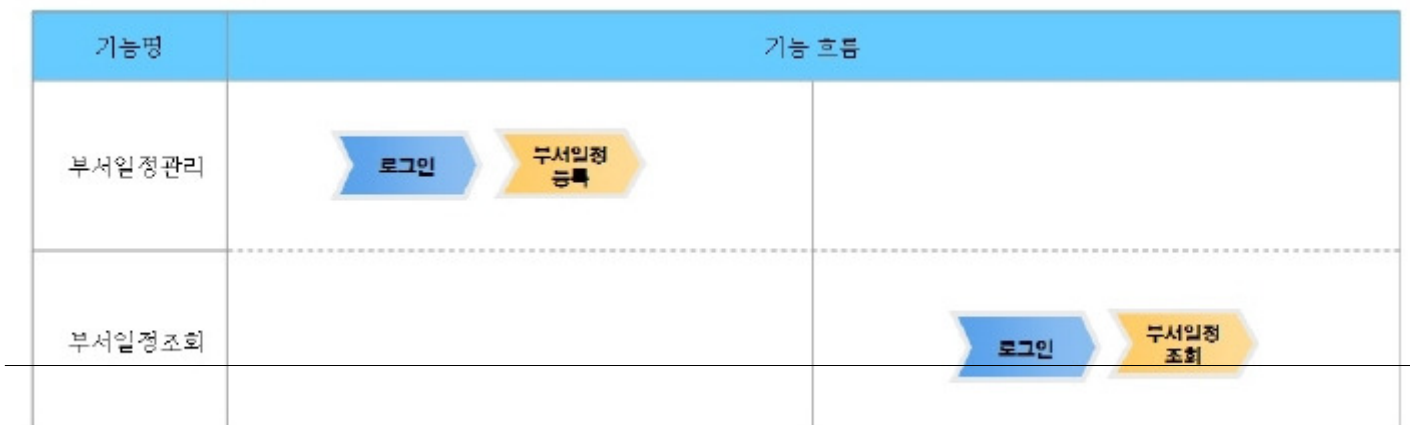 기능명
기능 흐름
부서일정관리
로그인
부서일정
등록
부서일정조회
로그인
부서일정
조회